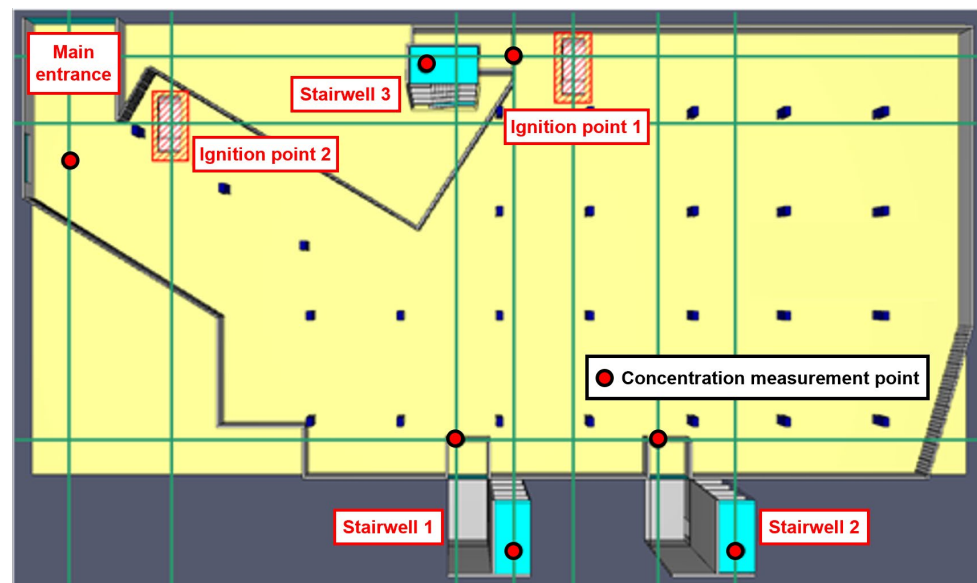 Main
entrance
Stairwell 3
Ignition point 1
Ignition point 2
Concentration measurement point
Stairwell 1
Stairwell 2